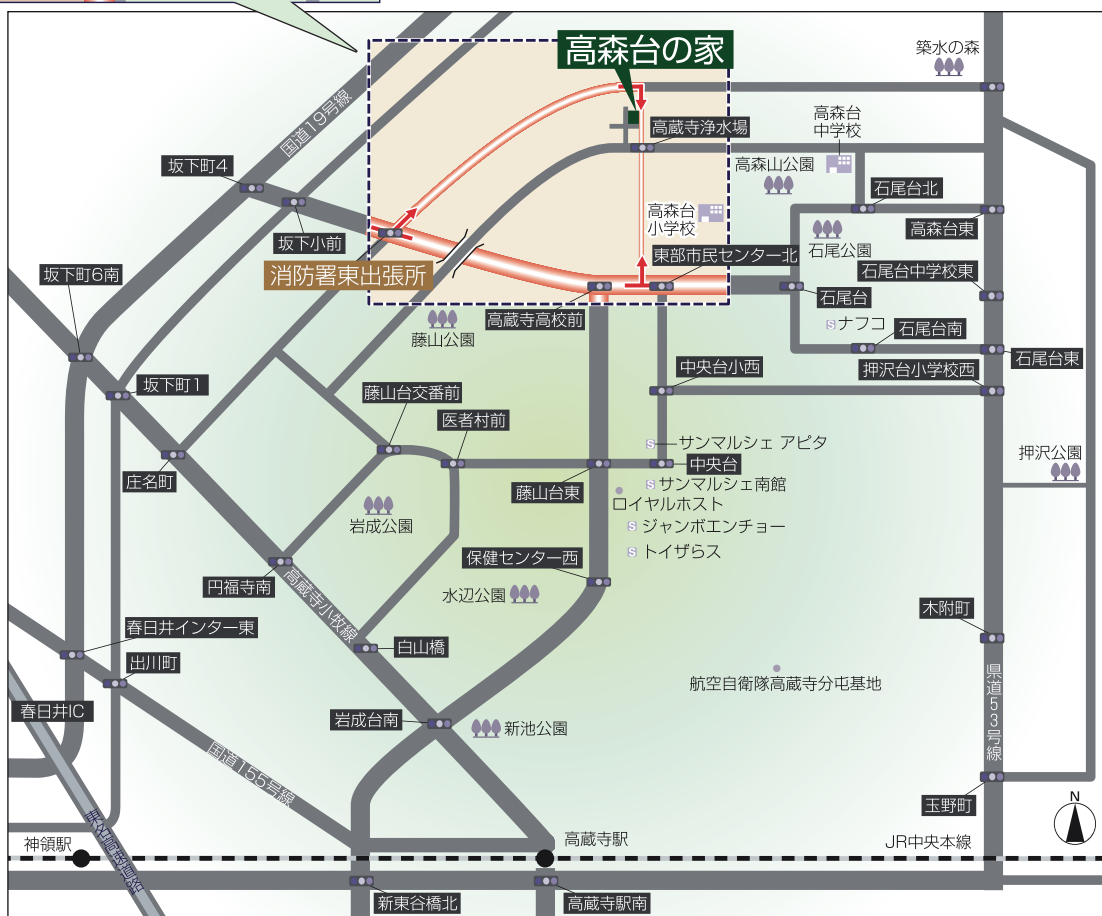 高森台の家
築水の森
国道19号線
高蔵寺浄水場
高森台
中学校
坂下町4
高森山公園
石尾台北
高森台
小学校
高森台東
坂下小前
石尾公園
東部市民センター北
消防署東出張所
坂下町6南
石尾台中学校東
石尾台
高蔵寺高校前
藤山公園
ナフコ
石尾台南
石尾台東
中央台小西
押沢台小学校西
坂下町1
藤山台交番前
医者村前
サンマルシェ アピタ
押沢公園
中央台
庄名町
藤山台東
サンマルシェ南館
ロイヤルホスト
岩成公園
ジャンボエンチョー
トイザらス
保健センター西
円福寺南
高蔵寺小牧線
水辺公園
木附町
春日井インター東
白山橋
出川町
航空自衛隊高蔵寺分屯基地
県道53号線
春日井IC
岩成台南
新池公園
国道155号線
玉野町
N
東名高速道路
神領駅
高蔵寺駅
JR中央本線
新東谷橋北
高蔵寺駅南